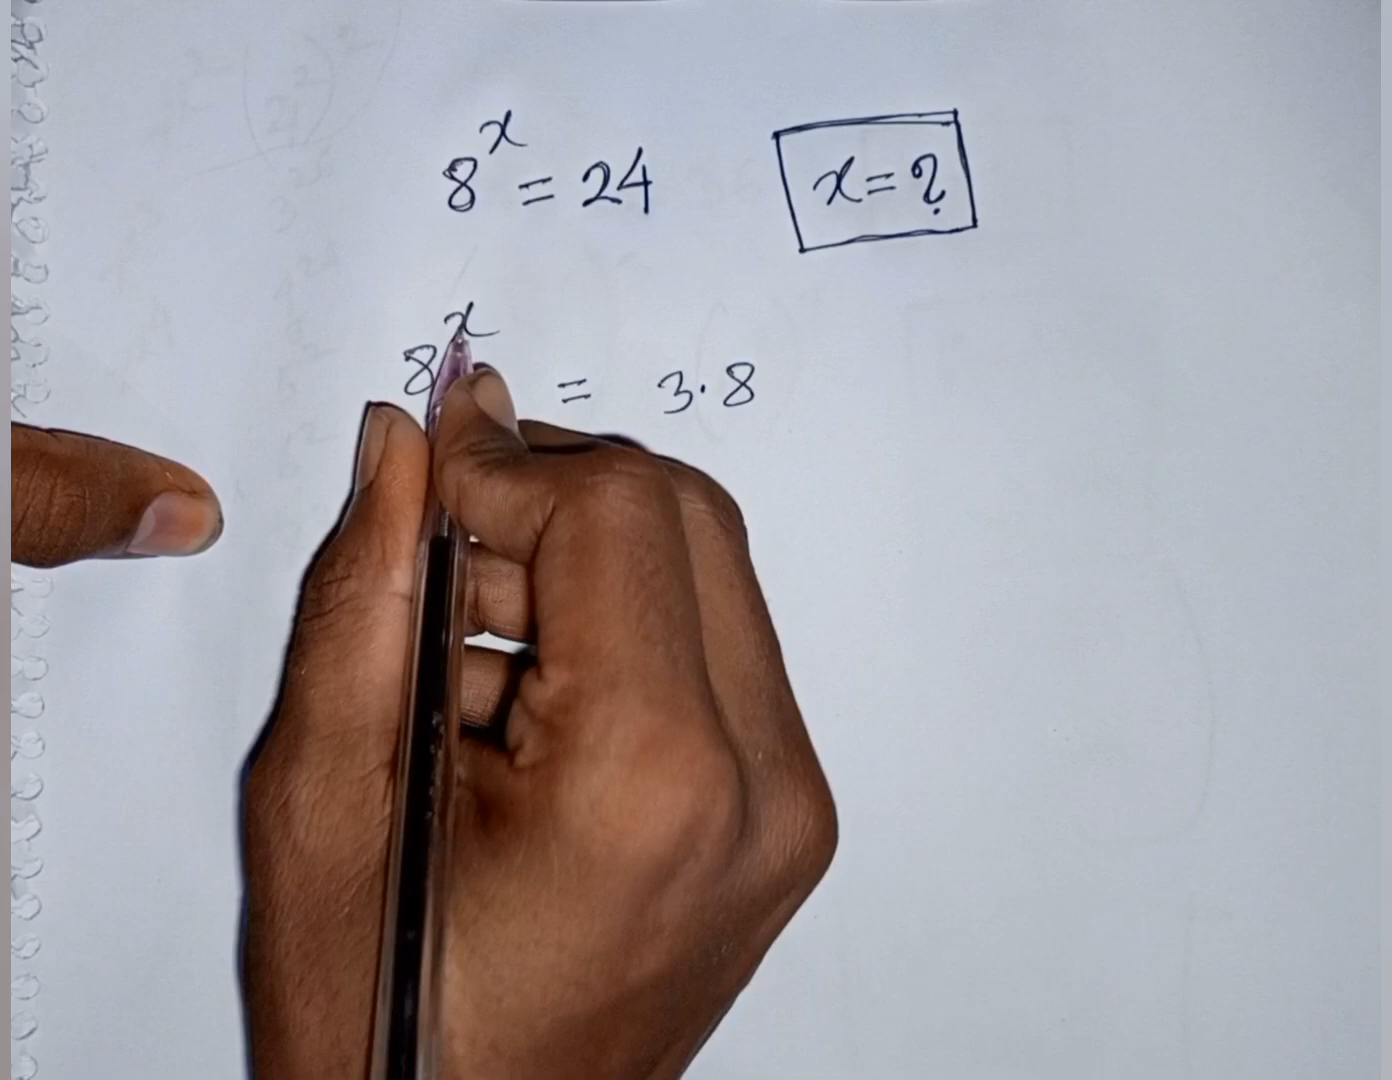 8^x = 24 x = ?
8^x = 3·8